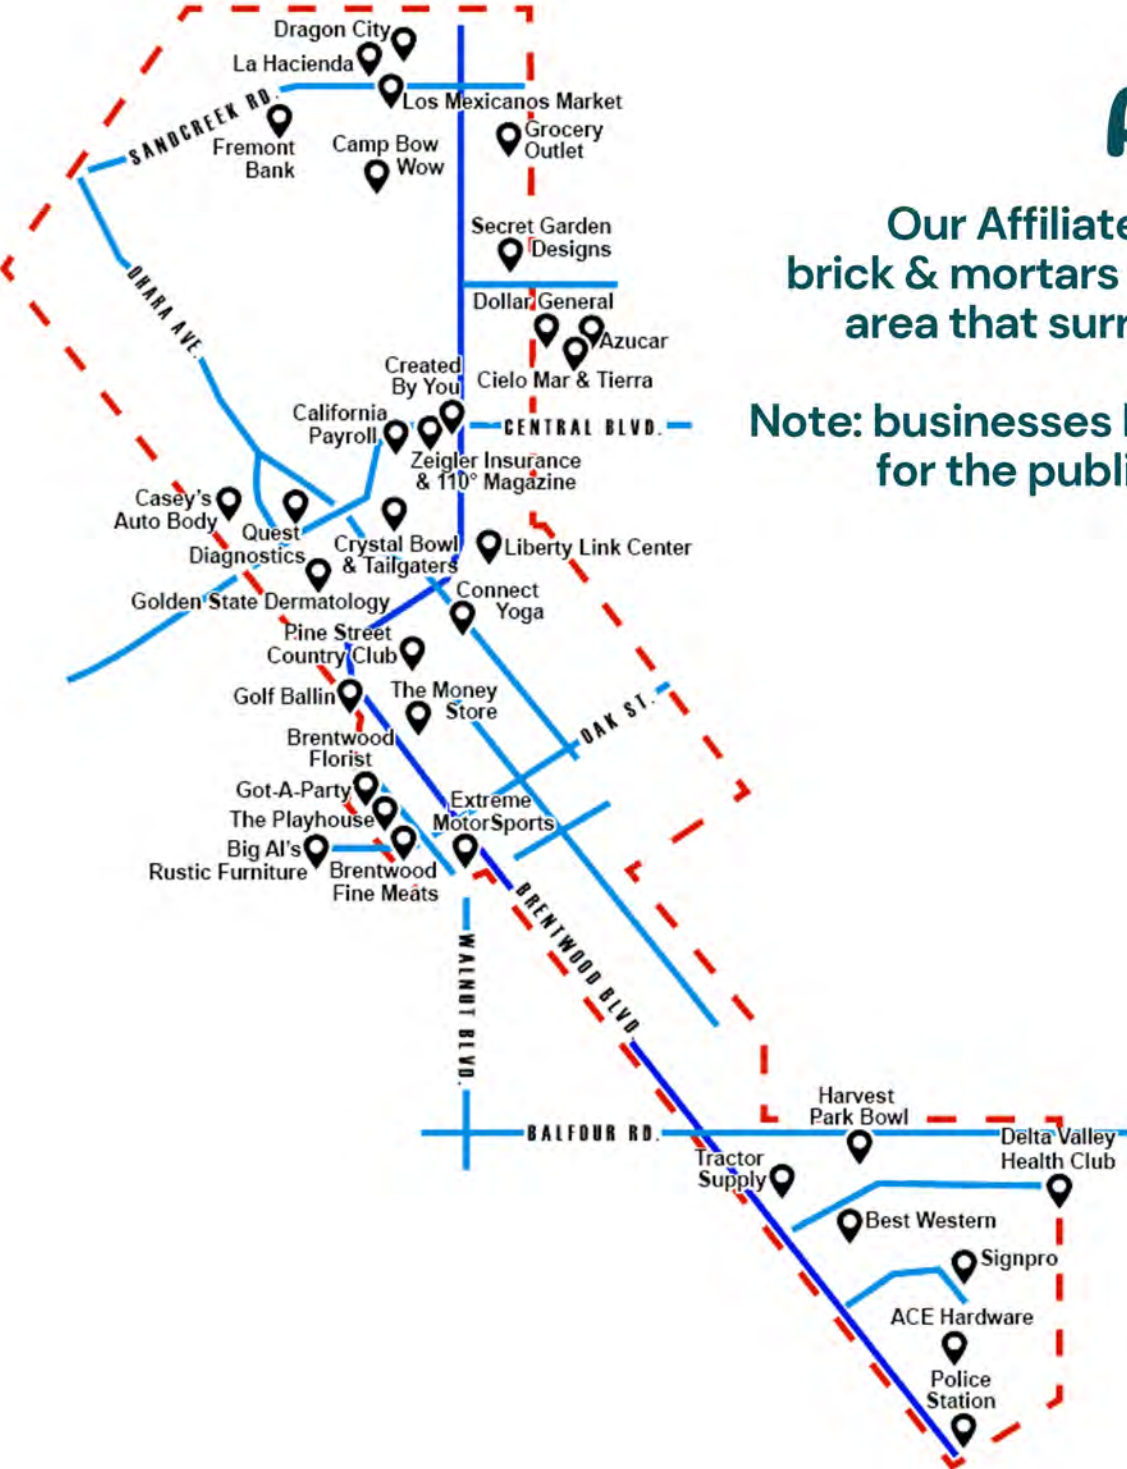 Dragon City
La Hacienda
SANDCREEK RD.
Los Mexicanos Market
Fremont
Bank
Camp Bow
Wow
Grocery
Outlet
Secret Garden
Designs
OHARA AVE.
Dollar General
Azucar
Cielo Mar & Tierra
Created
By You
California
Payroll
CENTRAL BLVD.
Zeigler Insurance
& 110° Magazine
Casey's
Auto Body
Quest
Diagnostics
Crystal Bowl
& Tailgaters
Liberty Link Center
Golden State Dermatology
Connect
Yoga
Pine Street
Country Club
Golf Ballin
The Money
Store
OAK ST.
Brentwood
Florist
Got-A-Party
The Playhouse
Extreme
MotorSports
Big Al's
Rustic Furniture
Brentwood
Fine Meats
BRENTWOOD BLVD.
WALNUT BLVD.
BALFOUR RD.
Harvest
Park Bowl
Delta Valley
Health Club
Tractor
Supply
Best Western
Signpro
ACE Hardware
Police
Station
Our Affiliate
brick & mortars
area that surr
Note: businesses
for the publi